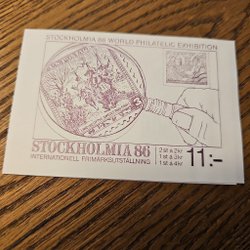 STOCKHOLMIA 86 WORLD PHILATELIC EXHIBITION
STOCKHOLMIA 86
INTERNATIONELL FRIMÄRKSUTSTÄLLNING
2 st à 2 kr
1 st à 3 kr
1 st à 4 kr
11:-